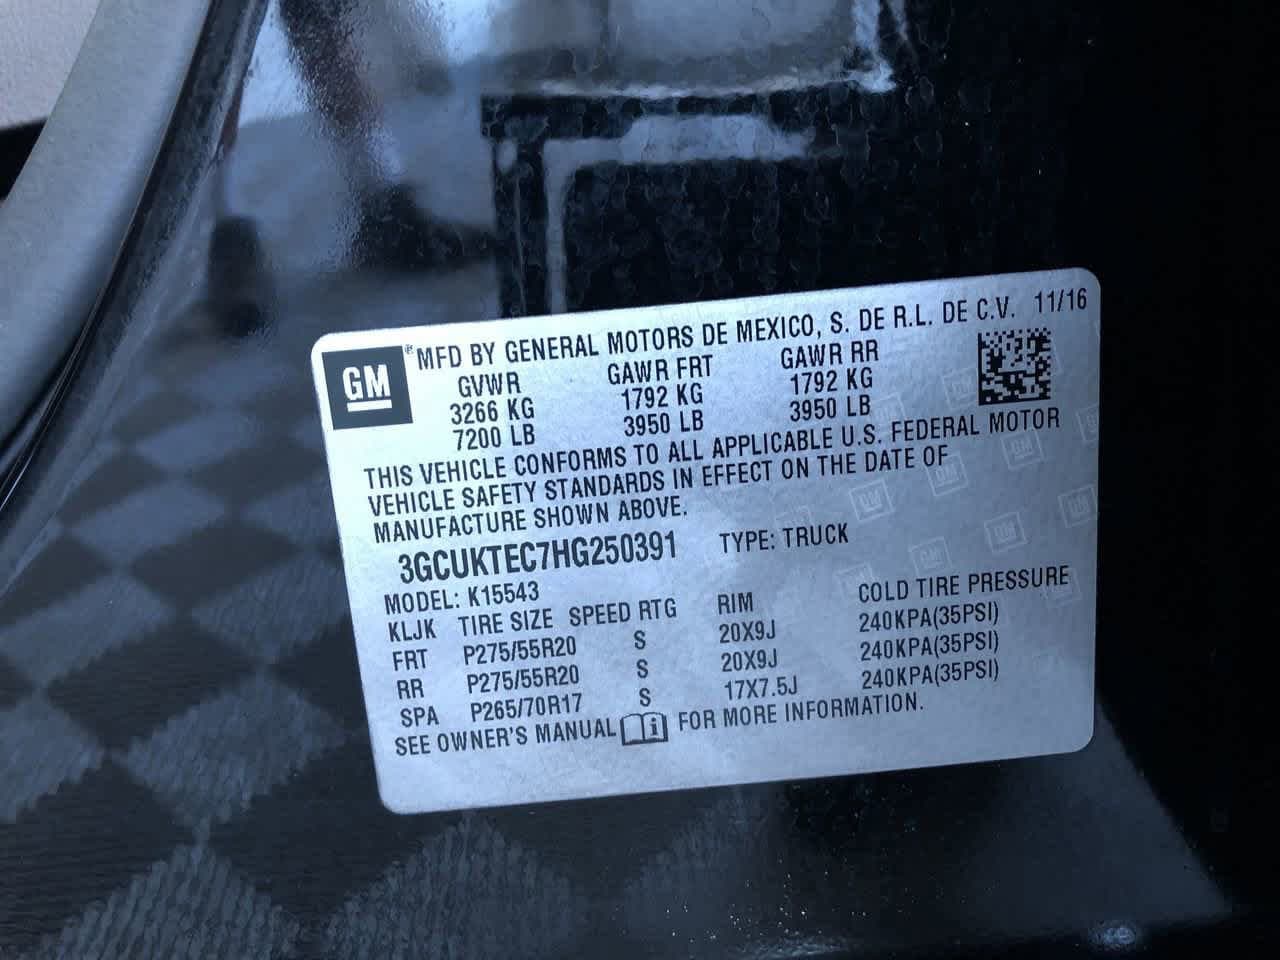 GM
® MFD BY GENERAL MOTORS DE MEXICO, S. DE R.L. DE C.V. 11/16
GVWR GAWR FRT GAWR RR
3266 KG 1792 KG 1792 KG
7200 LB 3950 LB 3950 LB
THIS VEHICLE CONFORMS TO ALL APPLICABLE U.S. FEDERAL MOTOR
VEHICLE SAFETY STANDARDS IN EFFECT ON THE DATE OF
MANUFACTURE SHOWN ABOVE.
3GCUKTEC7HG250391 TYPE: TRUCK
MODEL: K15543
KLJK TIRE SIZE SPEED RTG RIM COLD TIRE PRESSURE
FRT P275/55R20 S 20X9J 240KPA(35PSI)
RR P275/55R20 S 20X9J 240KPA(35PSI)
SPA P265/70R17 S 17X7.5J 240KPA(35PSI)
SEE OWNER'S MANUAL i FOR MORE INFORMATION.